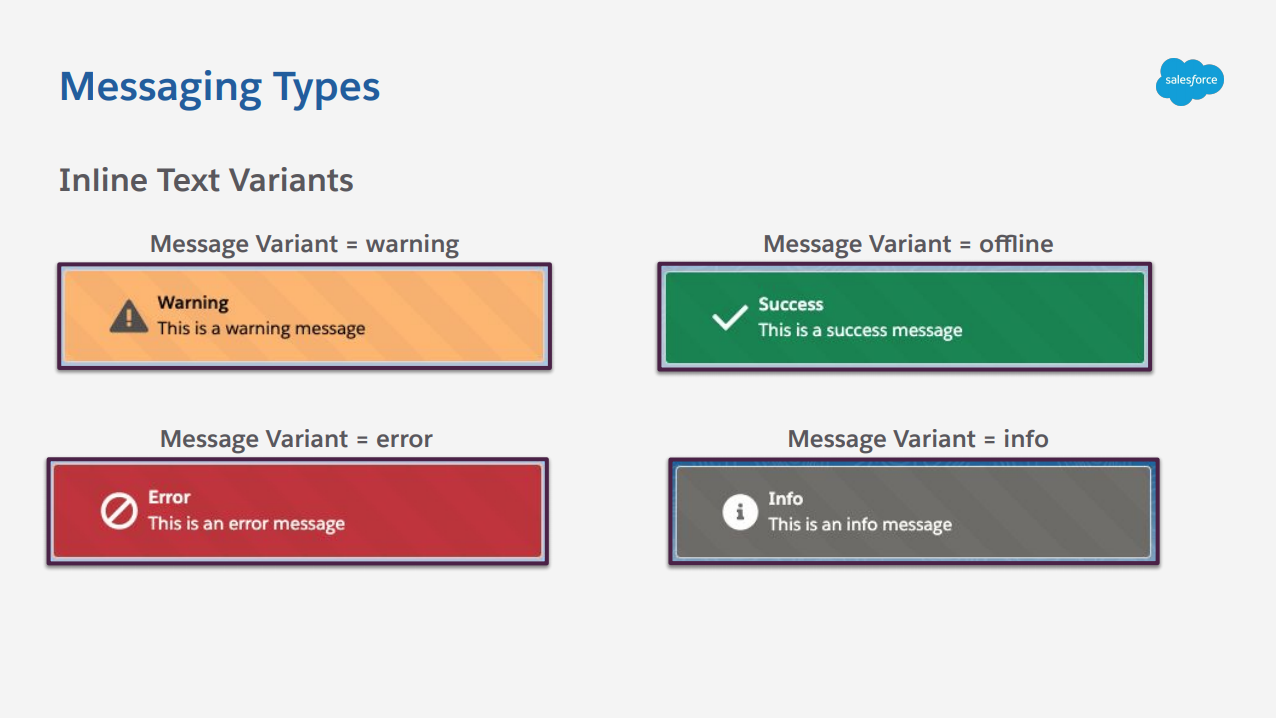 Messaging Types
salesforce
Inline Text Variants
Message Variant = warning
Warning
This is a warning message
Message Variant = offline
Success
This is a success message
Message Variant = error
Error
This is an error message
Message Variant = info
Info
This is an info message